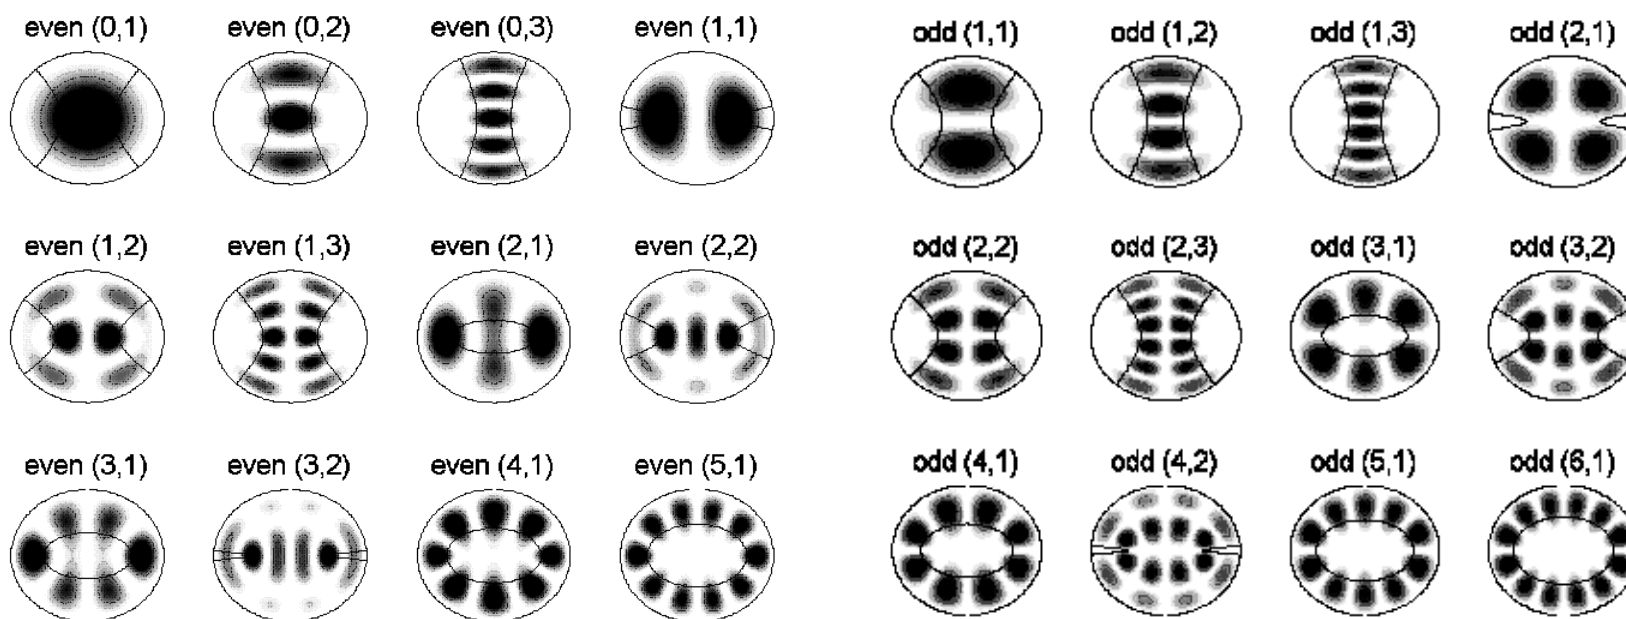 even (0,1) even (0,2) even (0,3) even (1,1) odd (1,1) odd (1,2) odd (1,3) odd (2,1)
even (1,2) even (1,3) even (2,1) even (2,2) odd (2,2) odd (2,3) odd (3,1) odd (3,2)
even (3,1) even (3,2) even (4,1) even (5,1) odd (4,1) odd (4,2) odd (5,1) odd (6,1)